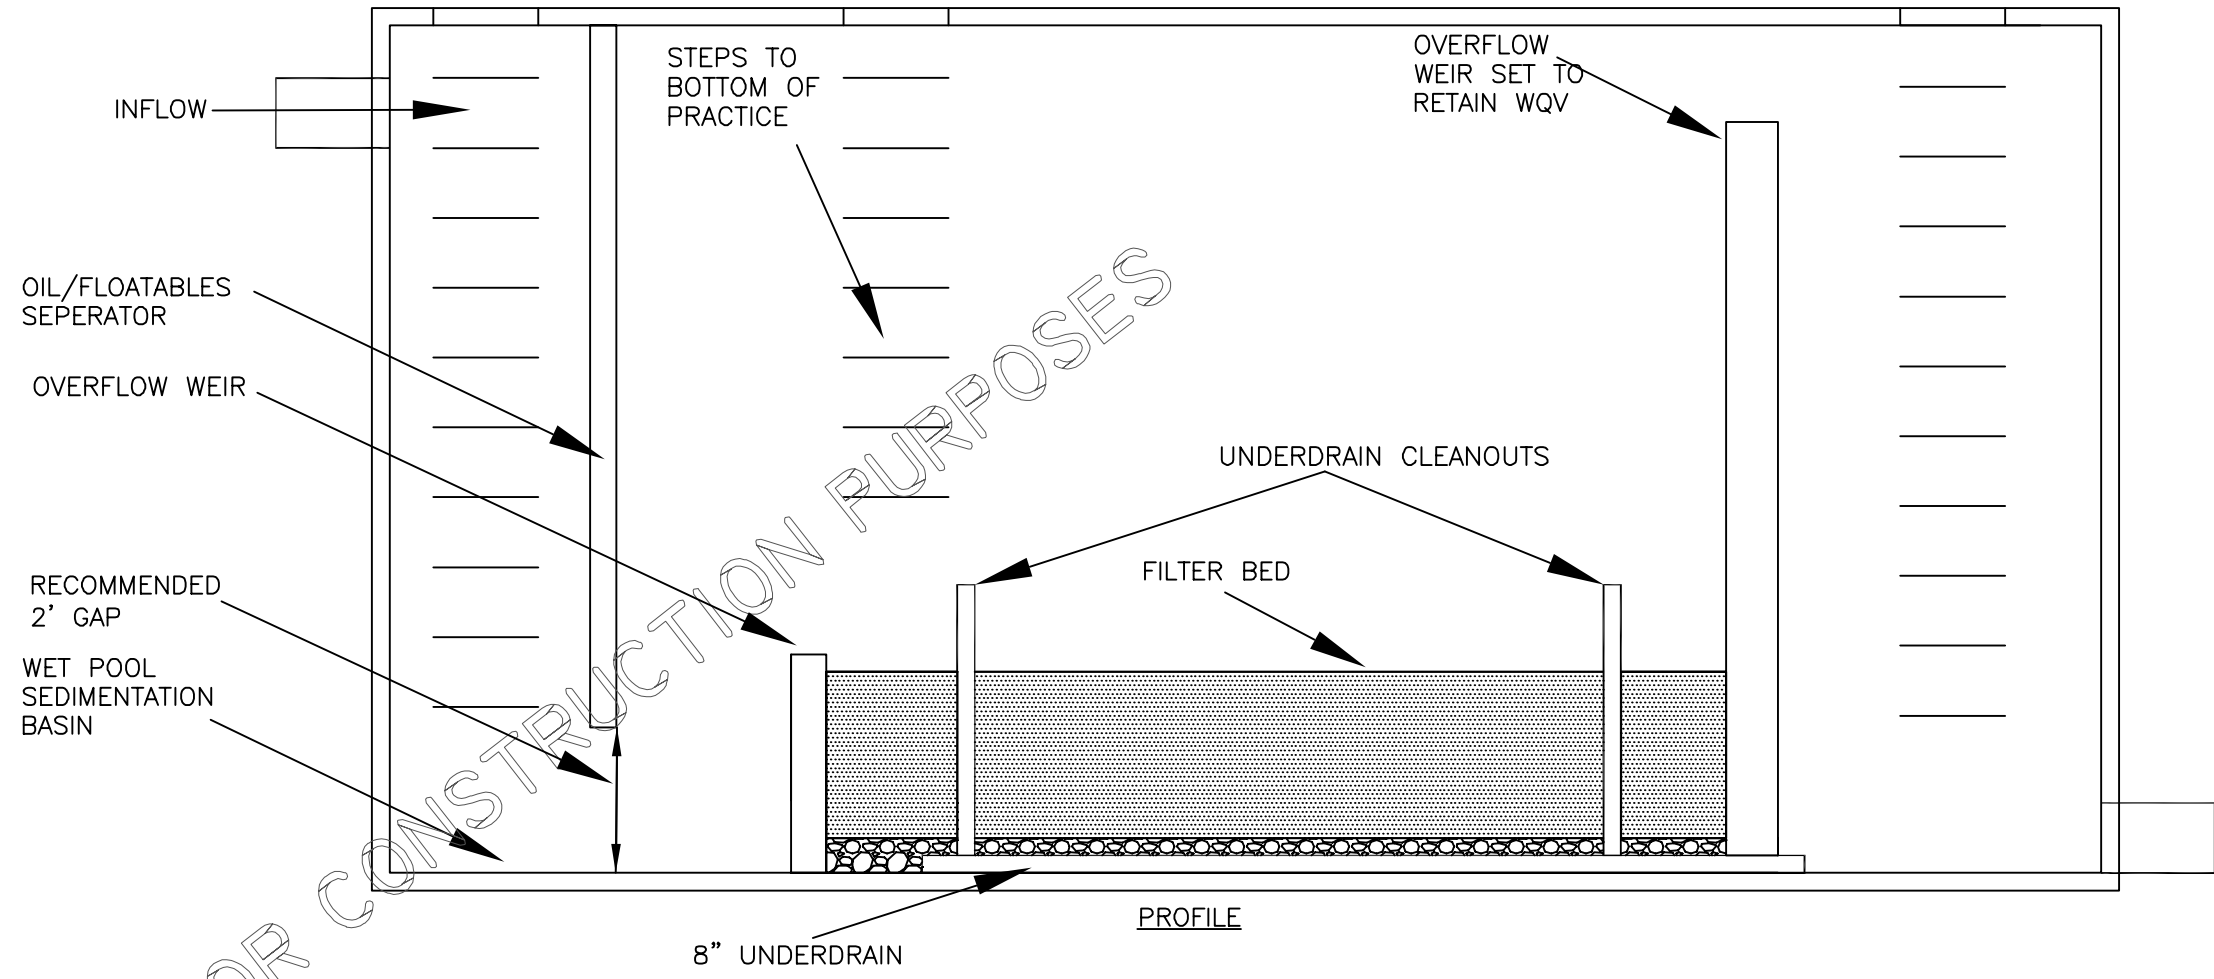 STEPS TO
BOTTOM OF
PRACTICE
OVERFLOW
WEIR SET TO
RETAIN WQV
INFLOW
OIL/FLOATABLES
SEPERATOR
OVERFLOW WEIR
UNDERDRAIN CLEANOUTS
FILTER BED
RECOMMENDED
2' GAP
WET POOL
SEDIMENTATION
BASIN
8" UNDERDRAIN
PROFILE
OR CONSTRUCTION PURPOSES